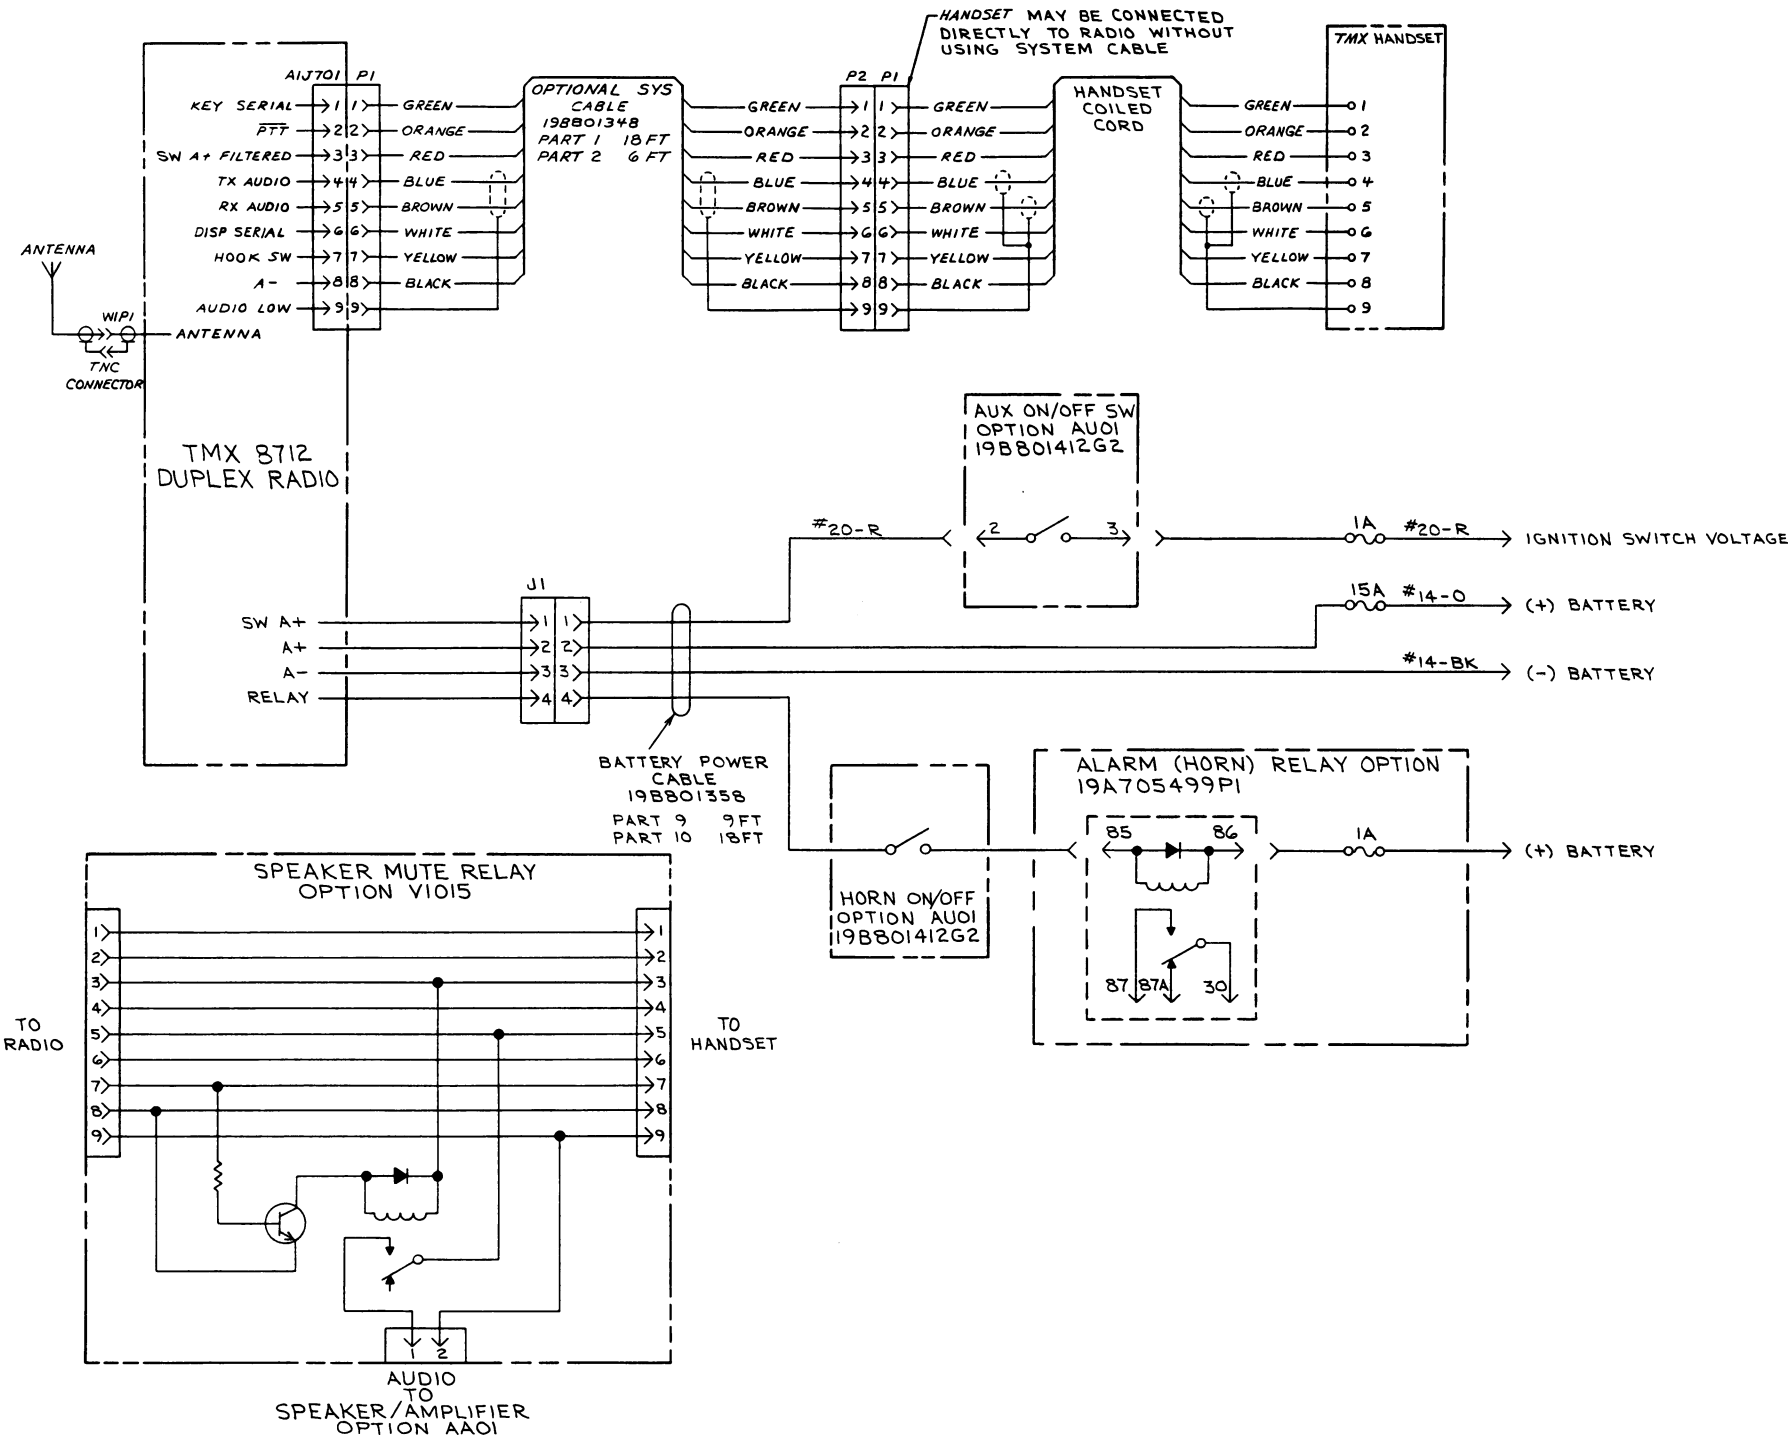 HANDSET MAY BE CONNECTED
DIRECTLY TO RADIO WITHOUT
USING SYSTEM CABLE
TMX HANDSET
A1J701 P1
P2 P1
OPTIONAL SYS
CABLE
19B801348
PART 1 18FT
PART 2 6FT
HANDSET
COILED
CORD
KEY SERIAL 1 1 GREEN GREEN 1 1 GREEN GREEN 1
PTT 2 2 ORANGE ORANGE 2 2 ORANGE ORANGE 2
SW A+ FILTERED 3 3 RED RED 3 3 RED RED 3
TX AUDIO 4 4 BLUE BLUE 4 4 BLUE BLUE 4
RX AUDIO 5 5 BROWN BROWN 5 5 BROWN BROWN 5
DISP SERIAL 6 6 WHITE WHITE 6 6 WHITE WHITE 6
HOOK SW 7 7 YELLOW YELLOW 7 7 YELLOW YELLOW 7
A- 8 8 BLACK BLACK 8 8 BLACK BLACK 8
AUDIO LOW 9 9 9 9 9
ANTENNA
W1P1
ANTENNA
TNC
CONNECTOR
TMX 8712
DUPLEX RADIO
AUX ON/OFF SW
OPTION AU01
19B801412G2
#20-R 2 3 1A #20-R IGNITION SWITCH VOLTAGE
15A #14-O (+) BATTERY
#14-BK (-) BATTERY
J1
SW A+ 1 1
A+ 2 2
A- 3 3
RELAY 4 4
BATTERY POWER
CABLE
19B801358
PART 9 9FT
PART 10 18FT
HORN ON/OFF
OPTION AU01
19B801412G2
ALARM (HORN) RELAY OPTION
19A705499P1
85 86 1A (+) BATTERY
87 87A 30
SPEAKER MUTE RELAY
OPTION V1015
1 1
2 2
3 3
4 4
5 5
6 6
7 7
8 8
9 9
TO
RADIO
TO
HANDSET
1 2
AUDIO
TO
SPEAKER/AMPLIFIER
OPTION AA01